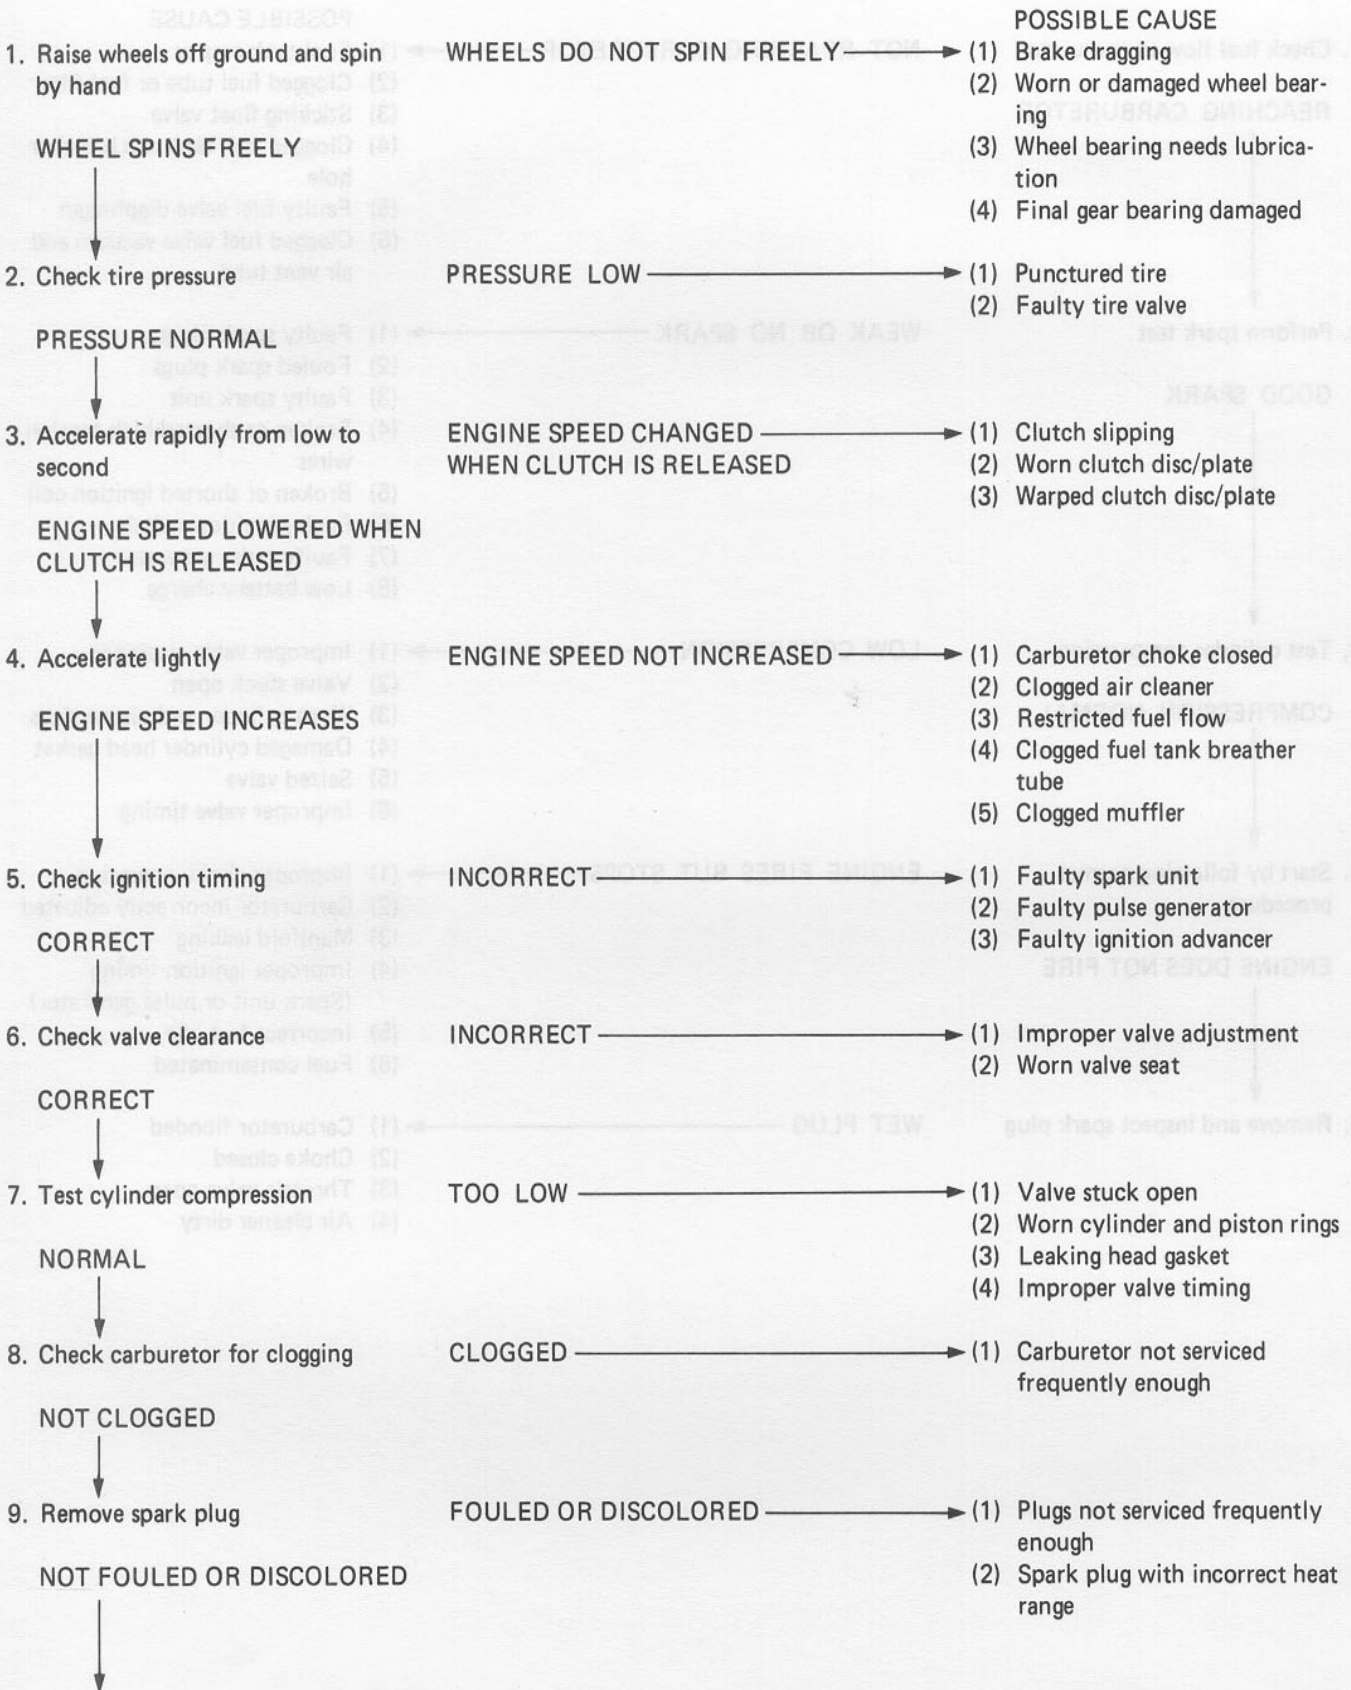 POSSIBLE CAUSE
1. Raise wheels off ground and spin by hand
WHEELS DO NOT SPIN FREELY
(1) Brake dragging
(2) Worn or damaged wheel bear-
ing
(3) Wheel bearing needs lubrica-
tion
(4) Final gear bearing damaged
WHEEL SPINS FREELY
2. Check tire pressure
PRESSURE LOW
(1) Punctured tire
(2) Faulty tire valve
PRESSURE NORMAL
3. Accelerate rapidly from low to
second
ENGINE SPEED CHANGED
WHEN CLUTCH IS RELEASED
(1) Clutch slipping
(2) Worn clutch disc/plate
(3) Warped clutch disc/plate
ENGINE SPEED LOWERED WHEN
CLUTCH IS RELEASED
4. Accelerate lightly
ENGINE SPEED NOT INCREASED
(1) Carburetor choke closed
(2) Clogged air cleaner
(3) Restricted fuel flow
(4) Clogged fuel tank breather
tube
(5) Clogged muffler
ENGINE SPEED INCREASES
5. Check ignition timing
INCORRECT
(1) Faulty spark unit
(2) Faulty pulse generator
(3) Faulty ignition advancer
CORRECT
6. Check valve clearance
INCORRECT
(1) Improper valve adjustment
(2) Worn valve seat
CORRECT
7. Test cylinder compression
TOO LOW
(1) Valve stuck open
(2) Worn cylinder and piston rings
(3) Leaking head gasket
(4) Improper valve timing
NORMAL
8. Check carburetor for clogging
CLOGGED
(1) Carburetor not serviced
frequently enough
NOT CLOGGED
9. Remove spark plug
FOULED OR DISCOLORED
(1) Plugs not serviced frequently
enough
(2) Spark plug with incorrect heat
range
NOT FOULED OR DISCOLORED